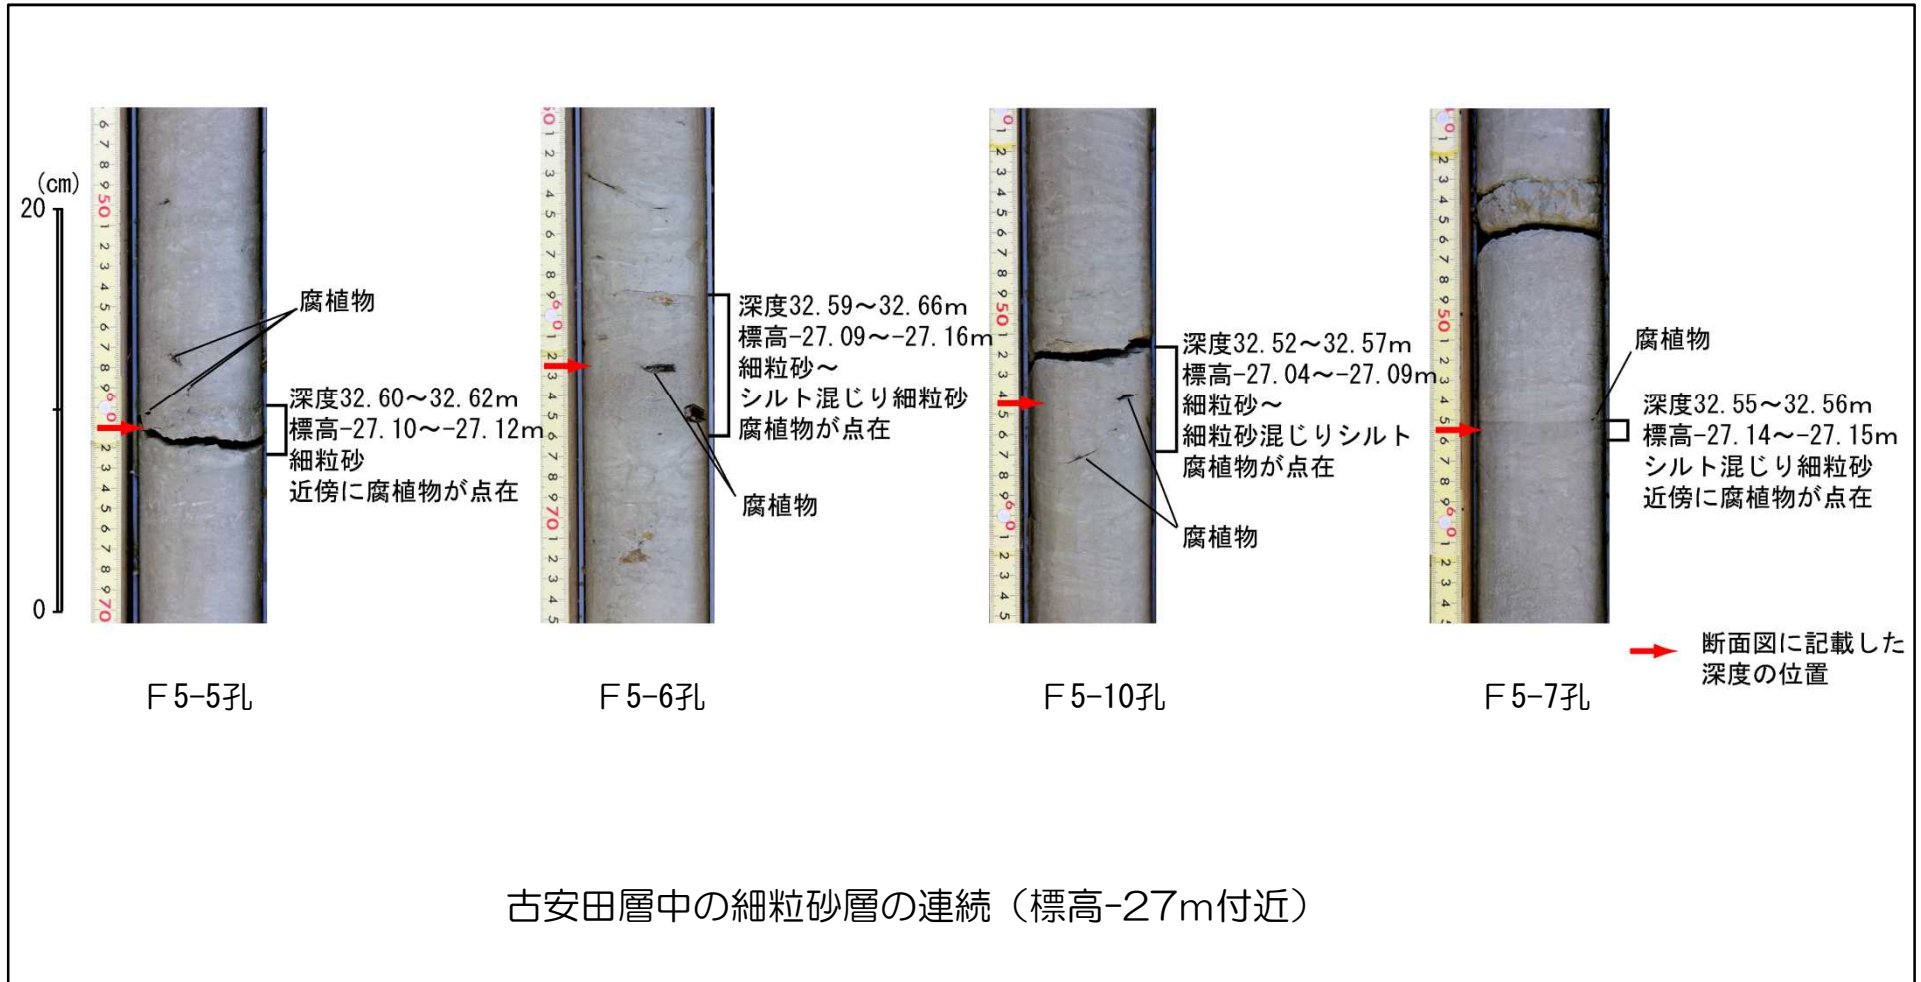 (cm)
20
0
腐植物
深度32.60～32.62m
標高-27.10～-27.12m
細粒砂
近傍に腐植物が点在
F5-5孔
深度32.59～32.66m
標高-27.09～-27.16m
細粒砂～
シルト混じり細粒砂
腐植物が点在
腐植物
F5-6孔
深度32.52～32.57m
標高-27.04～-27.09m
細粒砂～
細粒砂混じりシルト
腐植物が点在
腐植物
F5-10孔
腐植物
深度32.55～32.56m
標高-27.14～-27.15m
シルト混じり細粒砂
近傍に腐植物が点在
F5-7孔
断面図に記載した
深度の位置
古安田層中の細粒砂層の連続（標高-27m付近）